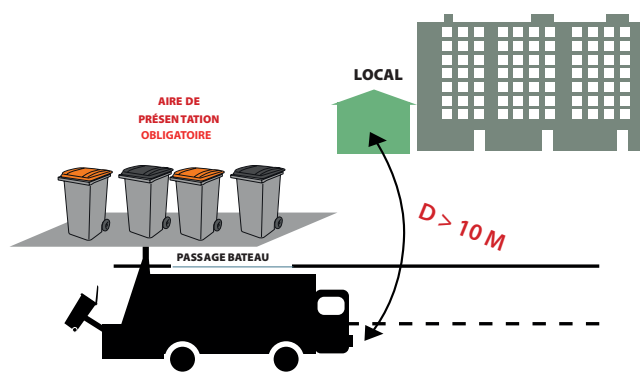 LOCAL
AIRE DE
PRÉSENTATION
OBLIGATOIRE
D > 10 M
PASSAGE BATEAU